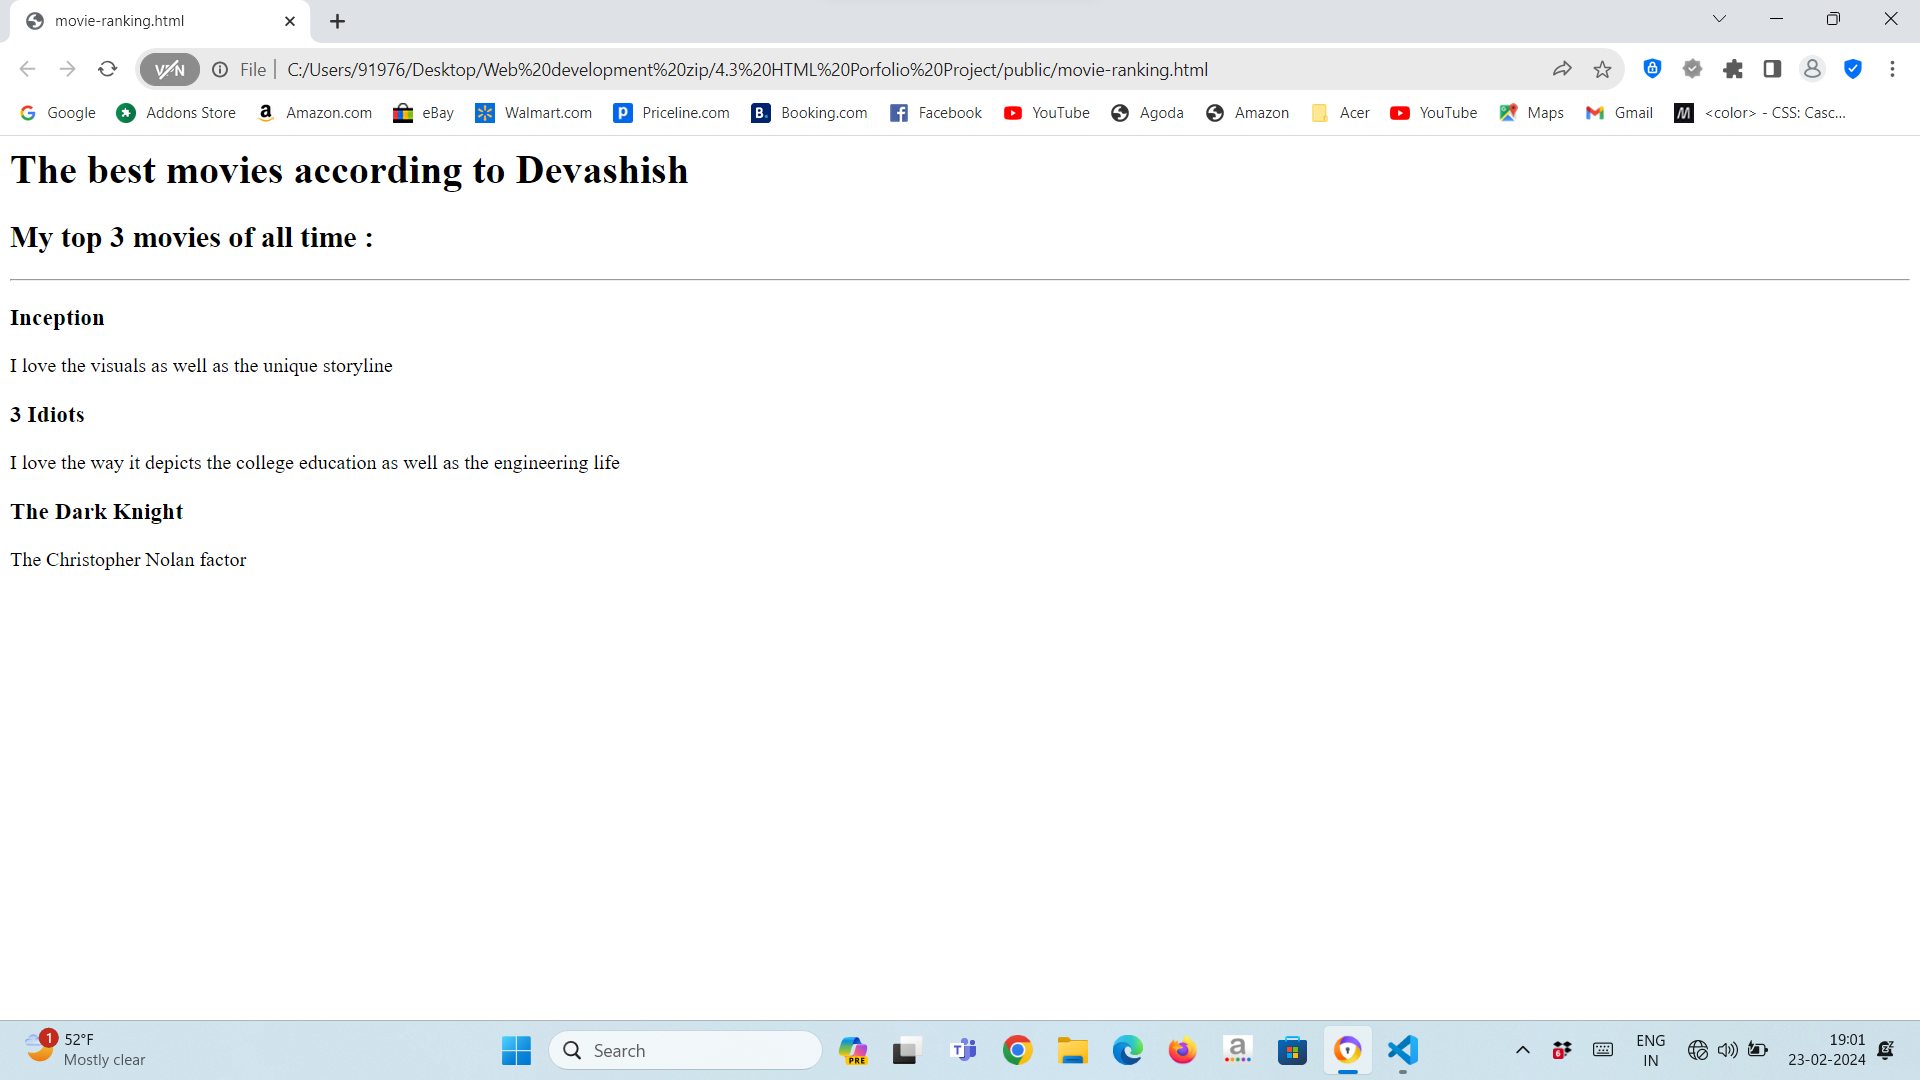 movie-ranking.html
VPN File C:/Users/91976/Desktop/Web%20development%20zip/4.3%20HTML%20Porfolio%20Project/public/movie-ranking.html
Google Addons Store Amazon.com eBay Walmart.com Priceline.com Booking.com Facebook YouTube Agoda Amazon Acer YouTube Maps Gmail <color> - CSS: Casc...
The best movies according to Devashish
My top 3 movies of all time :
Inception
I love the visuals as well as the unique storyline
3 Idiots
I love the way it depicts the college education as well as the engineering life
The Dark Knight
The Christopher Nolan factor
1 52°F
Mostly clear
Search
PRE
6
ENG
IN
19:01
23-02-2024